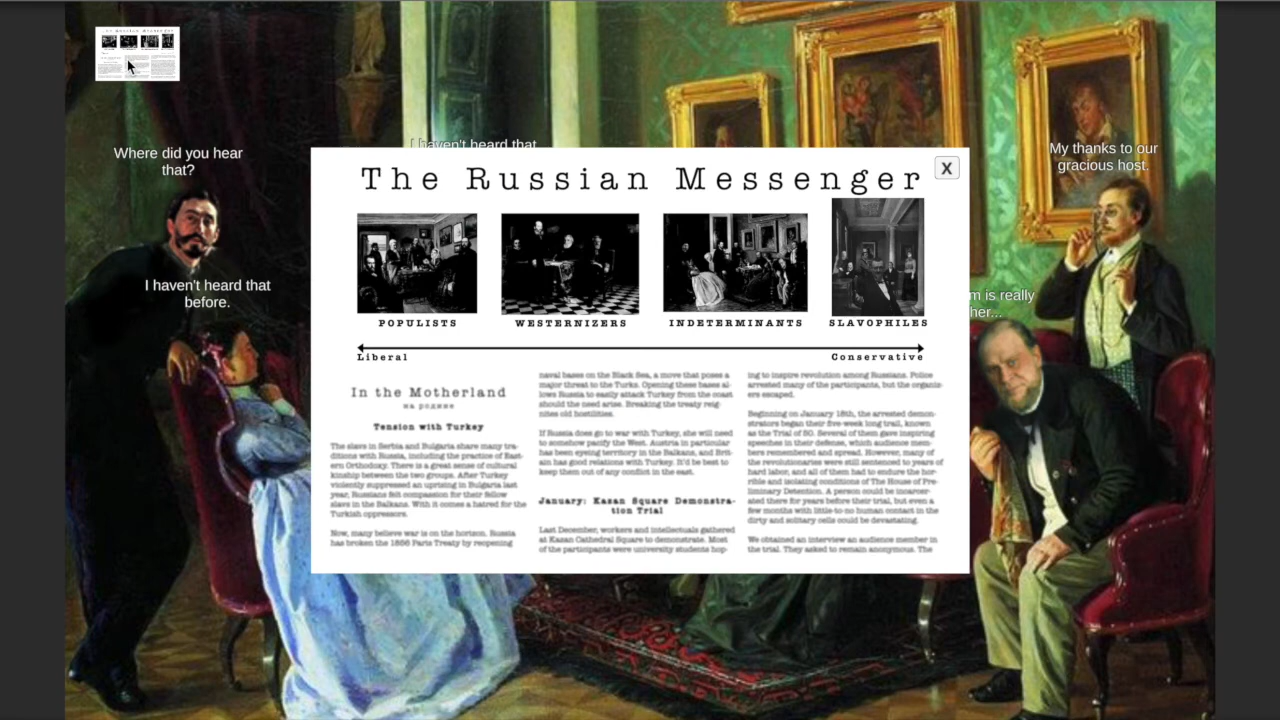 Where did you hear
that?
I haven't heard that
before.
I haven't heard that
My thanks to our
gracious host.
m is really
her...
X
The Russian Messenger
POPULISTS
WESTERNIZERS
INDETERMINANTS
SLAVOPHILES
Liberal
Conservative
In the Motherland
на родине
Tension with Turkey
The slavs in Serbia and Bulgaria share many tra-
ditions with Russia, including the practice of East-
ern Orthodoxy. There is a great sense of cultural
kinship between the two groups. After Turkey
violently suppressed an uprising in Bulgaria last
year, Russians felt compassion for their fellow
slavs in the Balkans. With it comes a hatred for the
Turkish oppressors.
Now, many believe war is on the horizon. Russia
has broken the 1856 Paris Treaty by reopening
naval bases on the Black Sea, a move that poses a
major threat to the Turks. Opening these bases al-
lows Russia to easily attack Turkey from the coast
should the need arise. Breaking the treaty reig-
nites old hostilities.
If Russia does go to war with Turkey, she will need
to somehow pacify the West. Austria in particular
has been eyeing territory in the Balkans, and Brit-
ain has good relations with Turkey. It'd be best to
keep them out of any conflict in the east.
January: Kazan Square Demonstra-
tion Trial
Last December, workers and intellectuals gathered
at Kazan Cathedral Square to demonstrate. Most
of the participants were university students hop-
ing to inspire revolution among Russians. Police
arrested many of the participants, but the organiz-
ers escaped.
Beginning on January 18th, the arrested demon-
strators began their five-week long trail, known
as the Trial of 50. Several of them gave inspiring
speeches in their defense, which audience mem-
bers remembered and spread. However, many of
the revolutionaries were still sentenced to years of
hard labor, and all of them had to endure the hor-
rible and isolating conditions of The House of Pre-
liminary Detention. A person could be incarcer-
ated there for years before their trial, but even a
few months with little-to-no human contact in the
dirty and solitary cells could be devastating.
We obtained an interview an audience member in
the trial. They asked to remain anonymous. The